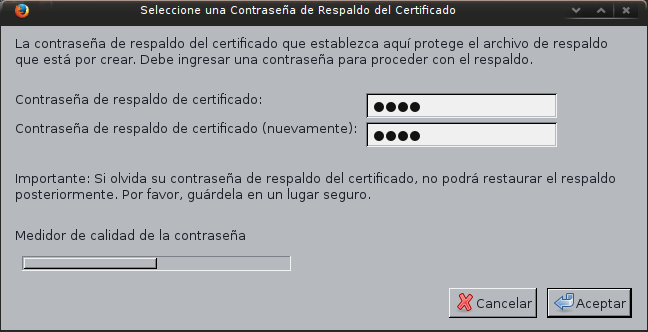 Seleccione una Contraseña de Respaldo del Certificado
La contraseña de respaldo del certificado que establezca aquí protege el archivo de respaldo
que está por crear. Debe ingresar una contraseña para proceder con el respaldo.
Contraseña de respaldo de certificado:
Contraseña de respaldo de certificado (nuevamente):
Importante: Si olvida su contraseña de respaldo del certificado, no podrá restaurar el respaldo
posteriormente. Por favor, guárdela en un lugar seguro.
Medidor de calidad de la contraseña
Cancelar Aceptar